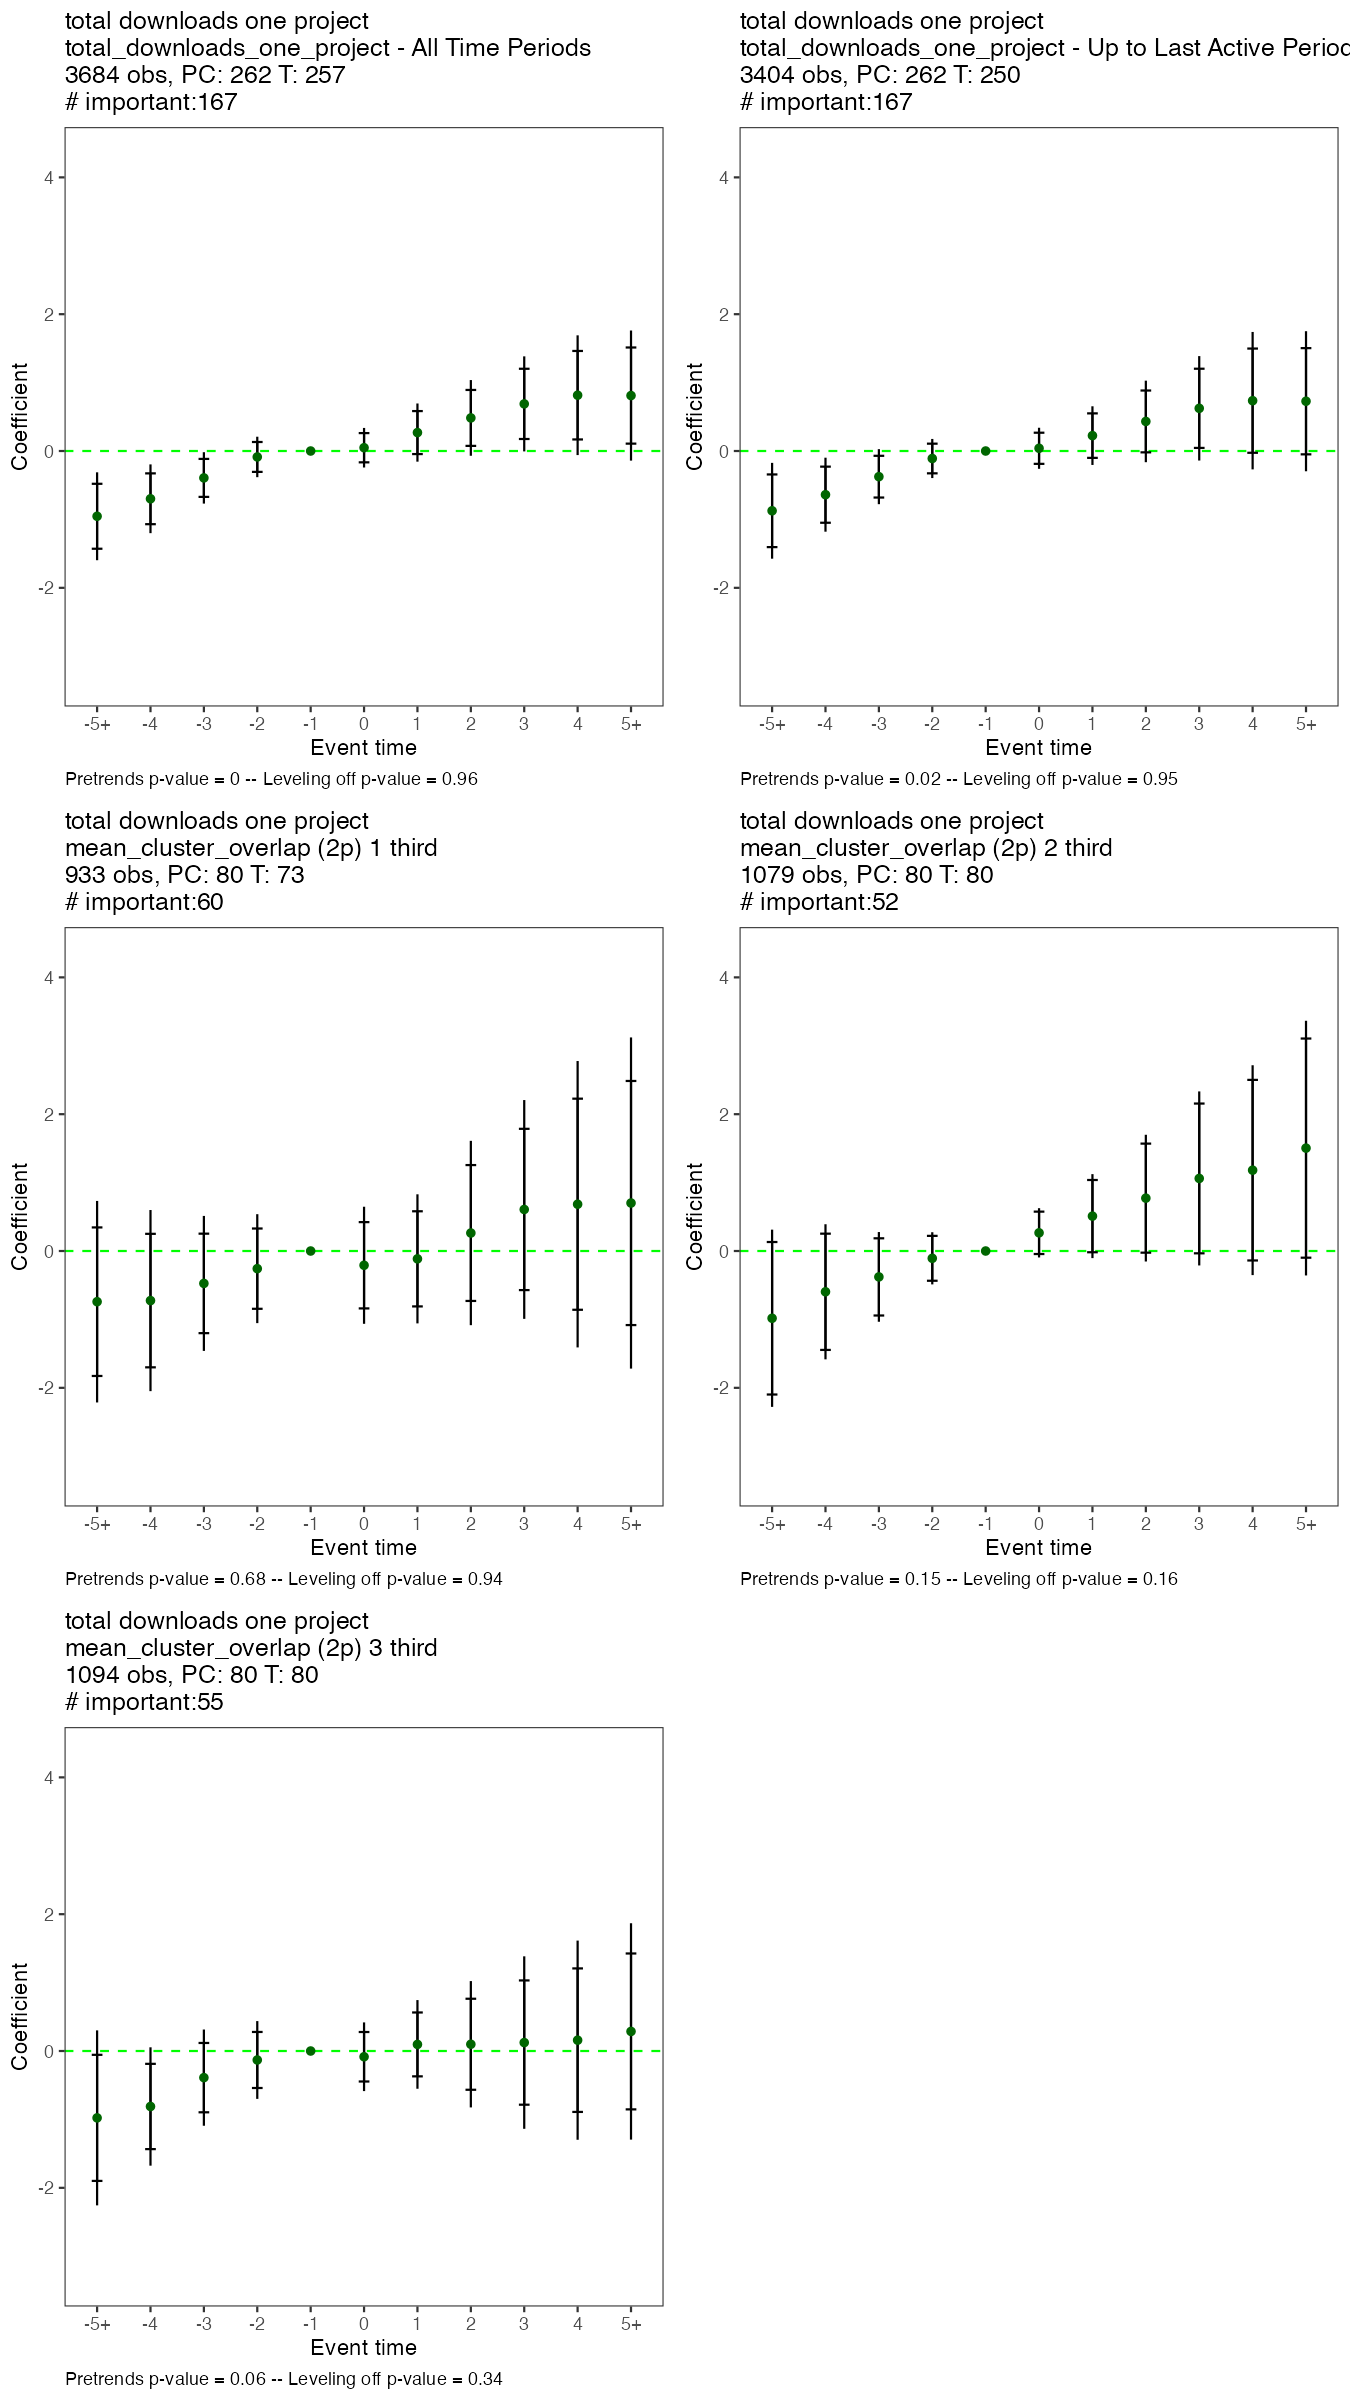 total downloads one project
total_downloads_one_project - All Time Periods
3684 obs, PC: 262 T: 257
# important:167
4
2
0
-2
Coefficient
-5+ -4 -3 -2 -1 0 1 2 3 4 5+
Event time
Pretrends p-value = 0 -- Leveling off p-value = 0.96
total downloads one project
total_downloads_one_project - Up to Last Active Period
3404 obs, PC: 262 T: 250
# important:167
4
2
0
-2
Coefficient
-5+ -4 -3 -2 -1 0 1 2 3 4 5+
Event time
Pretrends p-value = 0.02 -- Leveling off p-value = 0.95
total downloads one project
mean_cluster_overlap (2p) 1 third
933 obs, PC: 80 T: 73
# important:60
4
2
0
-2
Coefficient
-5+ -4 -3 -2 -1 0 1 2 3 4 5+
Event time
Pretrends p-value = 0.68 -- Leveling off p-value = 0.94
total downloads one project
mean_cluster_overlap (2p) 2 third
1079 obs, PC: 80 T: 80
# important:52
4
2
0
-2
Coefficient
-5+ -4 -3 -2 -1 0 1 2 3 4 5+
Event time
Pretrends p-value = 0.15 -- Leveling off p-value = 0.16
total downloads one project
mean_cluster_overlap (2p) 3 third
1094 obs, PC: 80 T: 80
# important:55
4
2
0
-2
Coefficient
-5+ -4 -3 -2 -1 0 1 2 3 4 5+
Event time
Pretrends p-value = 0.06 -- Leveling off p-value = 0.34